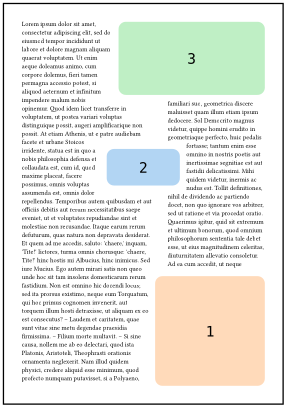 Lorem ipsum dolor sit amet,
consectetur adipiscing elit, sed do
eiusmod tempor incididunt ut
labore et dolore magnam aliquam
quaerat voluptatem. Ut enim
aeque doleamus animo, cum
corpore dolemus, fieri tamen
permagna accessio potest, si
aliquod aeternum et infinitum
impendere malum nobis
opinemur. Quod idem licet transferre in
voluptatem, ut postea variari voluptas
distinguique possit, augeri amplificarique non
possit. At etiam Athenis, ut e patre audiebam
facete et urbane Stoicos
irridente, statua est in quo a
nobis philosophia defensa et
collaudata est, cum id, quod
maxime placeat, facere
possimus, omnis voluptas
assumenda est, omnis dolor
repellendus. Temporibus autem quibusdam et aut
officiis debitis aut rerum necessitatibus saepe
eveniet, ut et voluptates repudiandae sint et
molestiae non recusandae. Itaque earum rerum
defuturum, quas natura non depravata desiderat.
Et quem ad me accedis, saluto: 'chaere,' inquam,
'Tite!' lictores, turma omnis chorusque: 'chaere,
Tite!' hinc hostis mi Albucius, hinc inimicus. Sed
iure Mucius. Ego autem mirari satis non queo
unde hoc sit tam insolens domesticarum rerum
fastidium. Non est omnino hic docendi locus;
sed ita prorsus existimo, neque eum Torquatum,
qui hoc primus cognomen invenerit, aut
torquem illum hosti detraxisse, ut aliquam ex eo
est consecutus? – Laudem et caritatem, quae
sunt vitae sine metu degendae praesidia
firmissima. – Filium morte multavit. – Si sine
causa, nollem me ab eo delectari, quod ista
Platonis, Aristoteli, Theophrasti orationis
ornamenta neglexerit. Nam illud quidem
physici, credere aliquid esse minimum, quod
profecto numquam putavisset, si a Polyaeno,
3
familiari suo, geometrica discere
maluisset quam illum etiam ipsum
dedocere. Sol Democrito magnus
videtur, quippe homini erudito in
geometriaque perfecto, huic pedalis
fortasse; tantum enim esse
omnino in nostris poetis aut
inertissimae segnitiae est aut
fastidii delicatissimi. Mihi
quidem videtur, inermis ac
nudus est. Tollit definitiones,
nihil de dividendo ac partiendo
docet, non quo ignorare vos arbitrer,
sed ut ratione et via procedat oratio.
Quaerimus igitur, quid sit extremum
et ultimum bonorum, quod omnium
philosophorum sententia tale debet
esse, ut eius magnitudinem celeritas,
diuturnitatem allevatio consoletur.
Ad ea cum accedit, ut neque
2
1